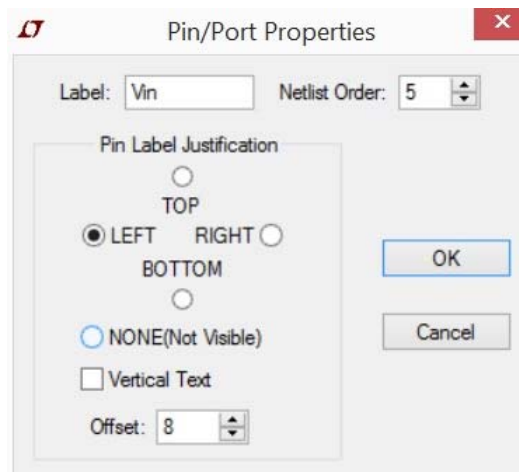 Pin/Port Properties
Label: Vin Netlist Order: 5
Pin Label Justification
TOP
LEFT RIGHT
BOTTOM
NONE(Not Visible)
Vertical Text
Offset: 8
OK
Cancel